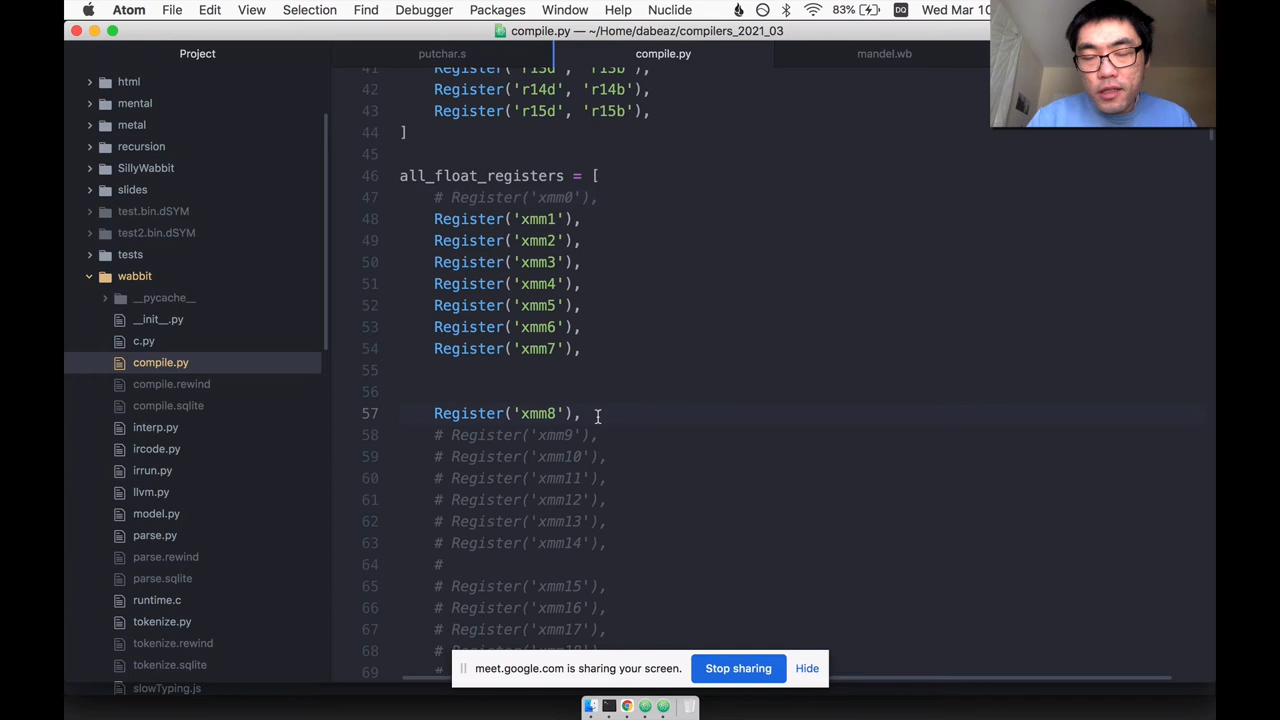 Atom File Edit View Selection Find Debugger Packages Window Help Nuclide 83% DQ Wed Mar 10
compile.py — ~/Home/dabeaz/compilers_2021_03
Project
putchar.s compile.py mandel.wb
html
mental
metal
recursion
SillyWabbit
slides
test.bin.dSYM
test2.bin.dSYM
tests
wabbit
__pycache__
__init__.py
c.py
compile.py
compile.rewind
compile.sqlite
interp.py
ircode.py
irrun.py
llvm.py
model.py
parse.py
parse.rewind
parse.sqlite
runtime.c
tokenize.py
tokenize.rewind
tokenize.sqlite
slowTyping.js
41 Register('r13d', 'r13b'),
42 Register('r14d', 'r14b'),
43 Register('r15d', 'r15b'),
44 ]
45
46 all_float_registers = [
47 # Register('xmm0'),
48 Register('xmm1'),
49 Register('xmm2'),
50 Register('xmm3'),
51 Register('xmm4'),
52 Register('xmm5'),
53 Register('xmm6'),
54 Register('xmm7'),
55
56
57 Register('xmm8'),
58 # Register('xmm9'),
59 # Register('xmm10'),
60 # Register('xmm11'),
61 # Register('xmm12'),
62 # Register('xmm13'),
63 # Register('xmm14'),
64 #
65 # Register('xmm15'),
66 # Register('xmm16'),
67 # Register('xmm17'),
68 #
69 #
meet.google.com is sharing your screen. Stop sharing Hide